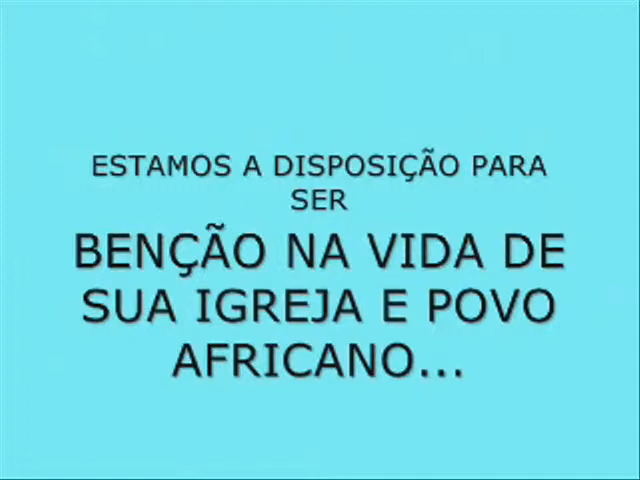 ESTAMOS A DISPOSIÇÃO PARA
SER
BENÇÃO NA VIDA DE
SUA IGREJA E POVO
AFRICANO...